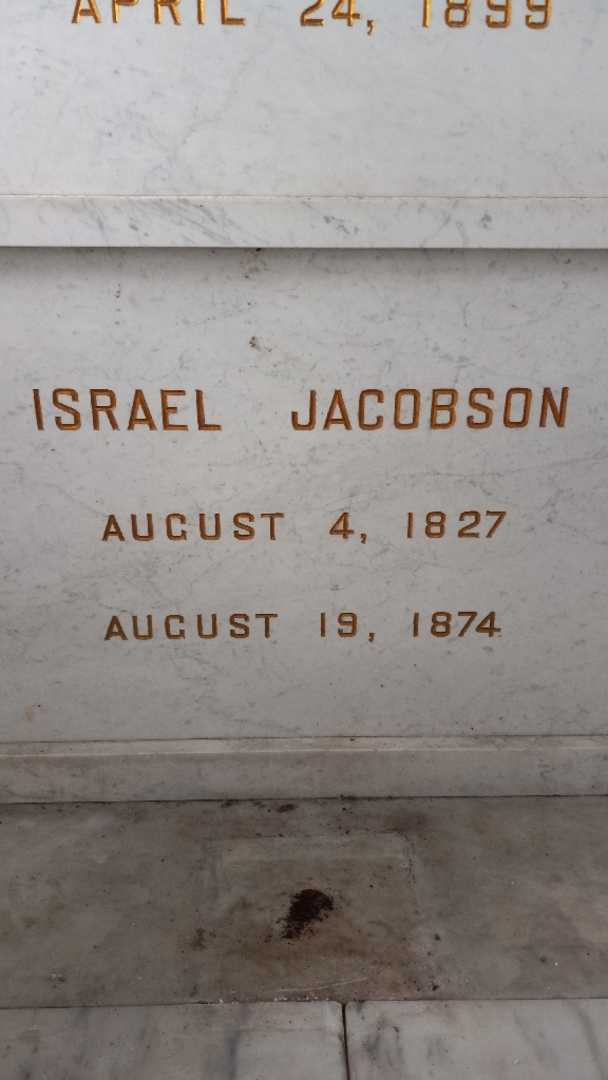 APRIL 24, 1899
ISRAEL JACOBSON
AUGUST 4, 1827
AUGUST 19, 1874